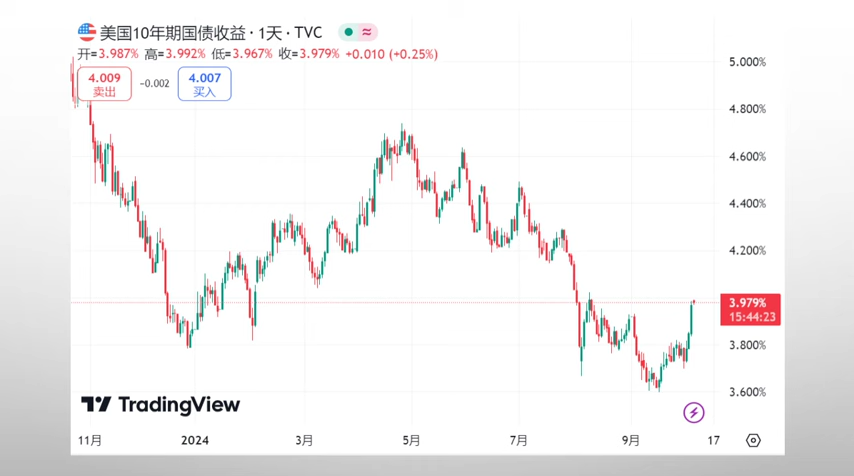 美国10年期国债收益 · 1天 · TVC
开=3.987% 高=3.992% 低=3.967% 收=3.979% +0.010 (+0.25%)
4.009 -0.002 4.007
卖出 买入
5.000%
4.800%
4.600%
4.400%
4.200%
3.979%
15:44:23
3.800%
3.600%
TradingView
11月 2024 3月 5月 7月 9月 17